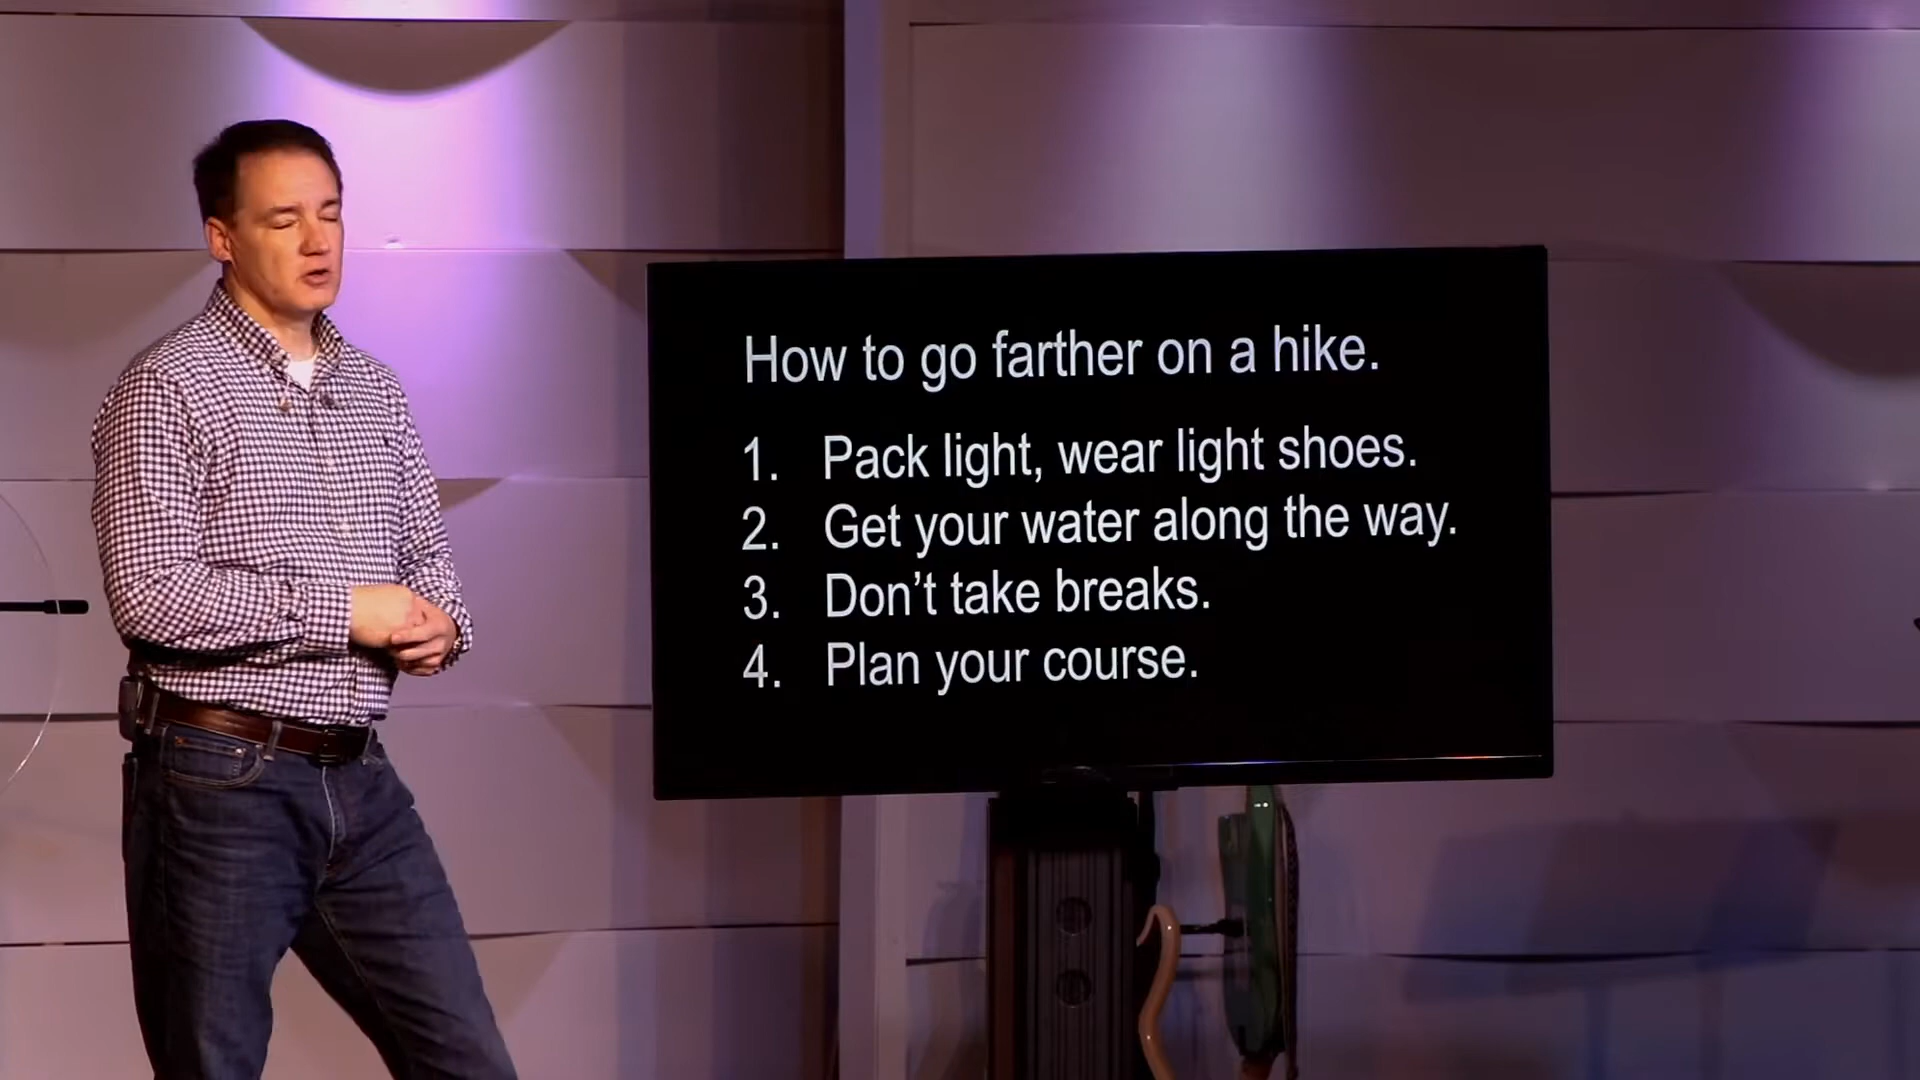 How to go farther on a hike.
1. Pack light, wear light shoes.
2. Get your water along the way.
3. Don’t take breaks.
4. Plan your course.